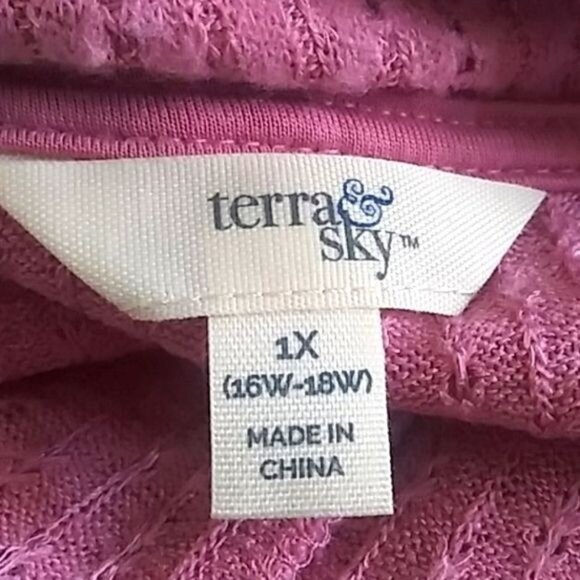 terra&
sky™
1X
(16W-18W)
MADE IN
CHINA